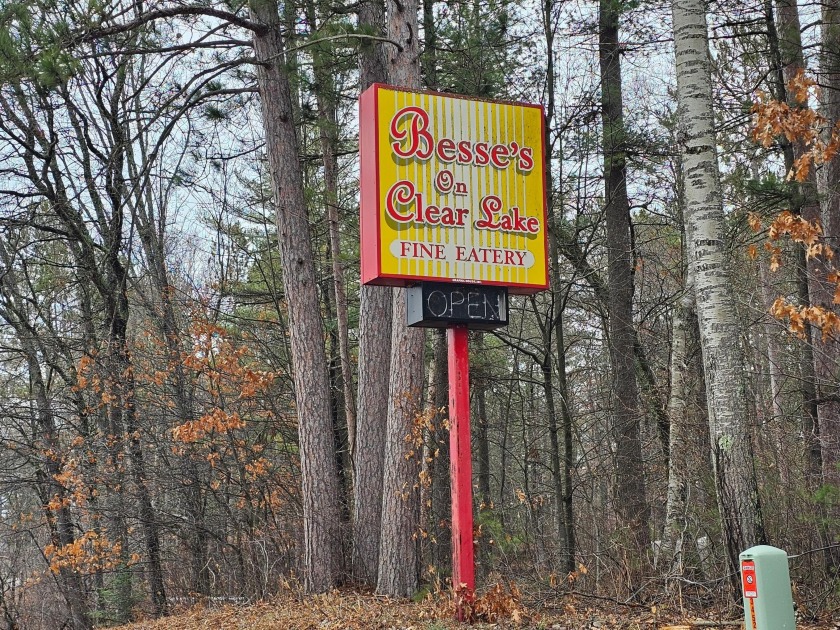 Besse's
On
Clear Lake
FINE EATERY
OPEN